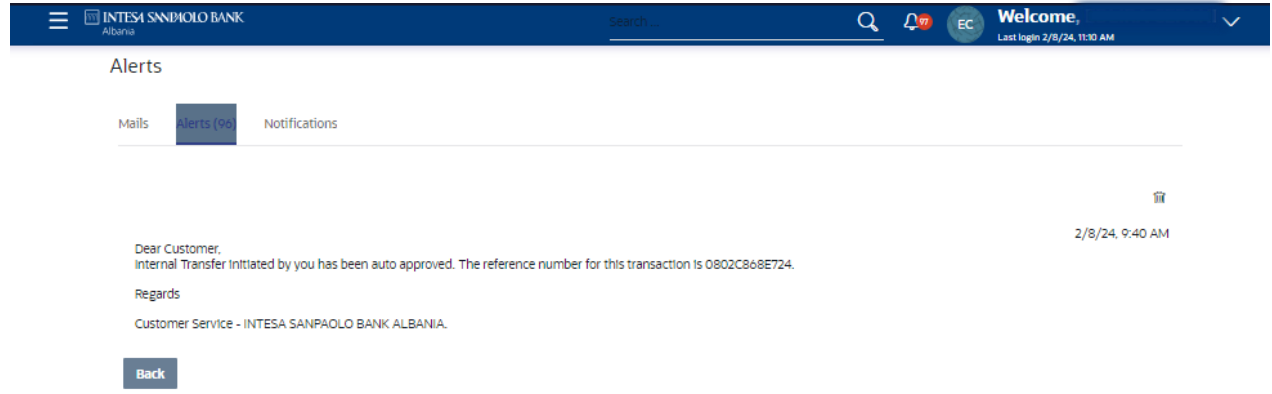 INTESA SANPAOLO BANK
Albania
Search ...
97
EC
Welcome,
Last login 2/8/24, 11:10 AM
Alerts
Mails
Alerts (96)
Notifications
2/8/24, 9:40 AM
Dear Customer,
Internal Transfer initiated by you has been auto approved. The reference number for this transaction is 0802C868E724.
Regards
Customer Service - INTESA SANPAOLO BANK ALBANIA.
Back